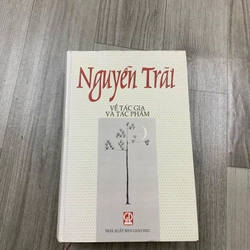 Nguyễn Trãi
VỀ TÁC GIA
VÀ TÁC PHẨM
NHÀ XUẤT BẢN GIÁO DỤC